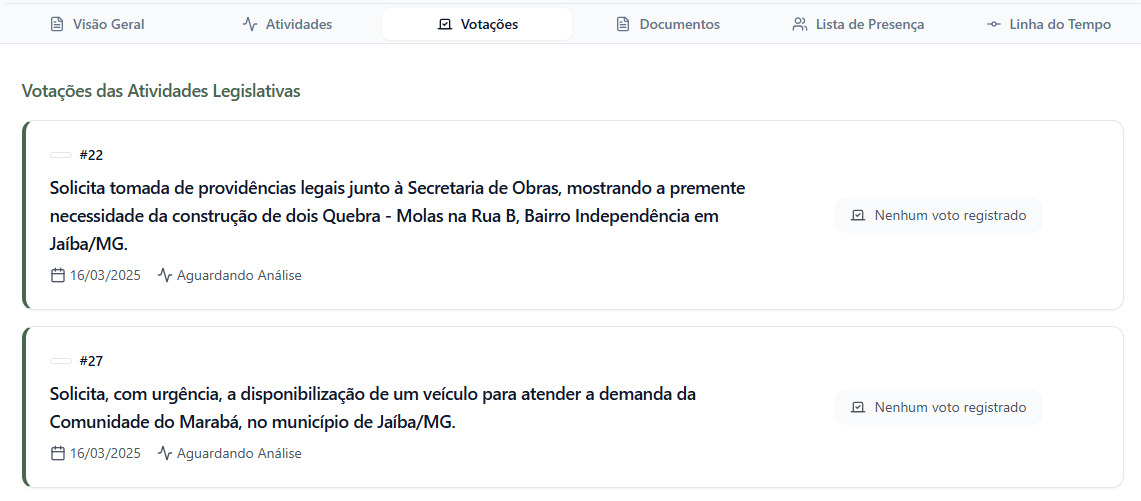 Visão Geral
Atividades
Votações
Documentos
Lista de Presença
Linha do Tempo
Votações das Atividades Legislativas
#22
Solicita tomada de providências legais junto à Secretaria de Obras, mostrando a premente
necessidade da construção de dois Quebra - Molas na Rua B, Bairro Independência em
Jaíba/MG.
Nenhum voto registrado
16/03/2025 Aguardando Análise
#27
Solicita, com urgência, a disponibilização de um veículo para atender a demanda da
Comunidade do Marabá, no município de Jaíba/MG.
Nenhum voto registrado
16/03/2025 Aguardando Análise